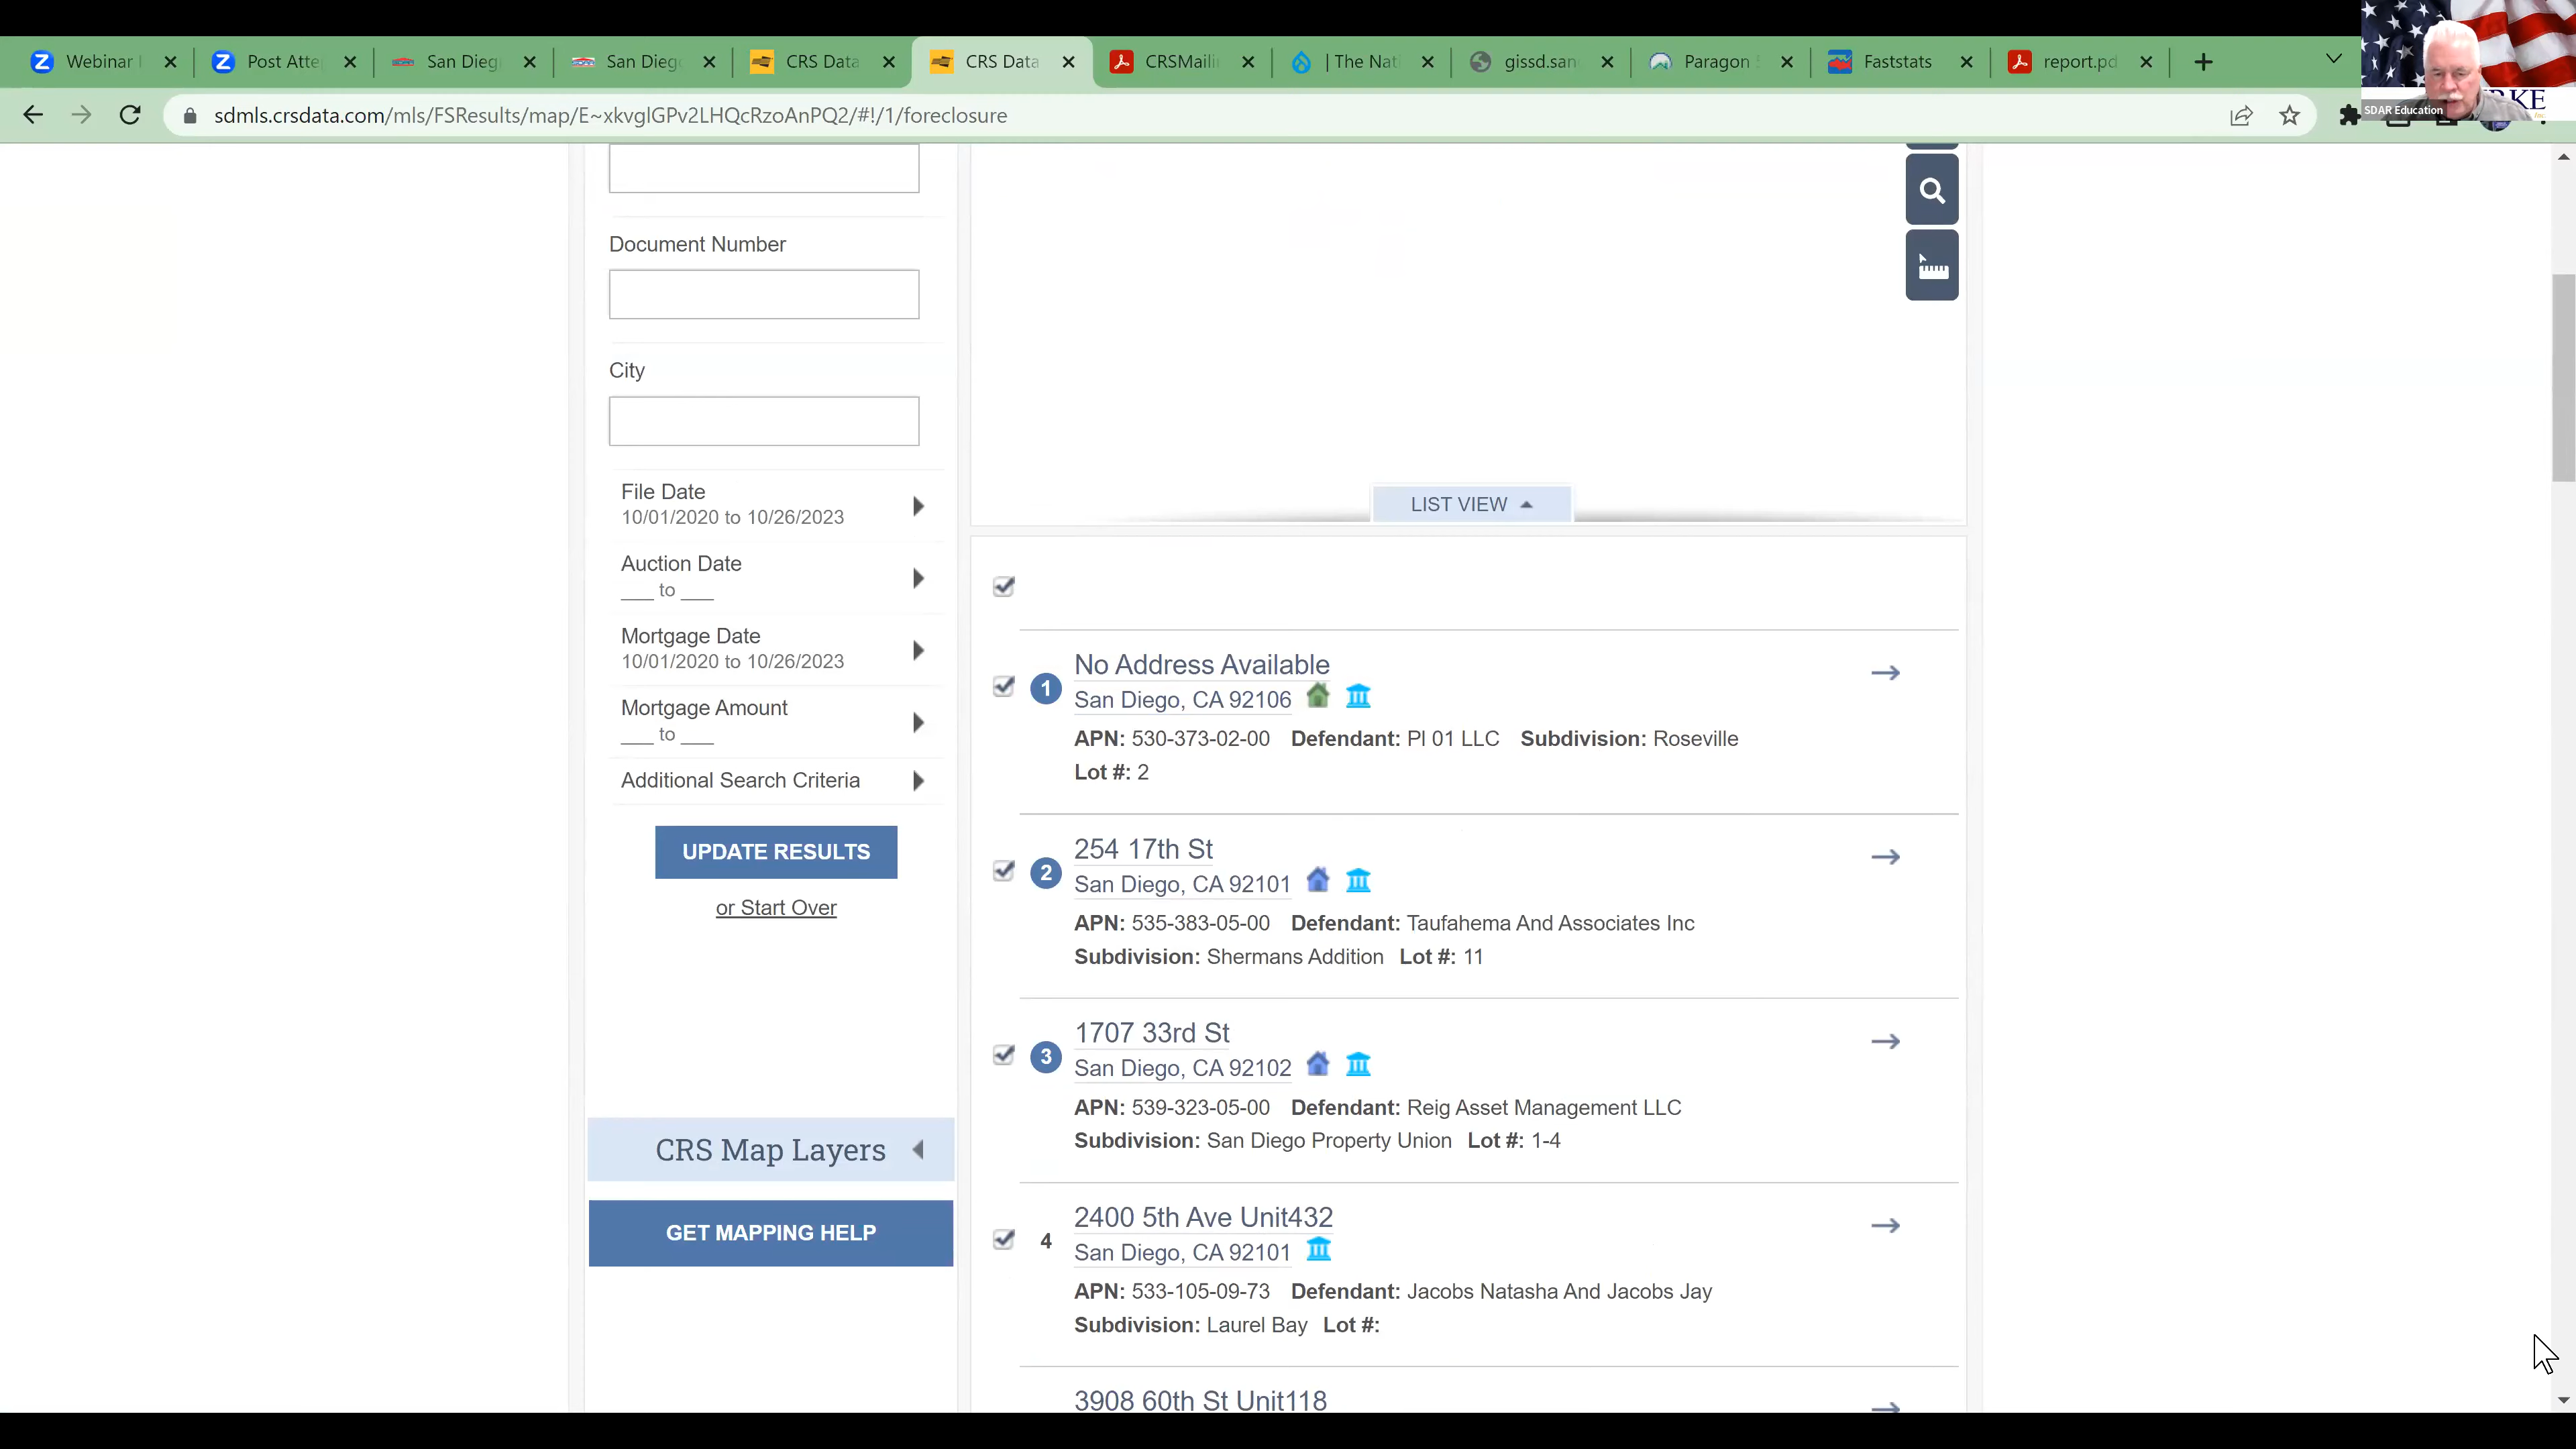 Webinar
Post Atte
San Dieg
San Dieg
CRS Data
CRS Data
CRSMaili
| The Nat
gissd.san
Paragon
Faststats
report.pd
SDAR Education
sdmls.crsdata.com/mls/FSResults/map/E~xkvglGPv2LHQcRzoAnPQ2/#!/1/foreclosure
Document Number
City
File Date
10/01/2020 to 10/26/2023
Auction Date
___ to ___
Mortgage Date
10/01/2020 to 10/26/2023
Mortgage Amount
___ to ___
Additional Search Criteria
UPDATE RESULTS
or Start Over
CRS Map Layers
GET MAPPING HELP
LIST VIEW
1
No Address Available
San Diego, CA 92106
APN: 530-373-02-00 Defendant: Pl 01 LLC Subdivision: Roseville
Lot #: 2
2
254 17th St
San Diego, CA 92101
APN: 535-383-05-00 Defendant: Taufahema And Associates Inc
Subdivision: Shermans Addition Lot #: 11
3
1707 33rd St
San Diego, CA 92102
APN: 539-323-05-00 Defendant: Reig Asset Management LLC
Subdivision: San Diego Property Union Lot #: 1-4
4
2400 5th Ave Unit432
San Diego, CA 92101
APN: 533-105-09-73 Defendant: Jacobs Natasha And Jacobs Jay
Subdivision: Laurel Bay Lot #:
3908 60th St Unit118